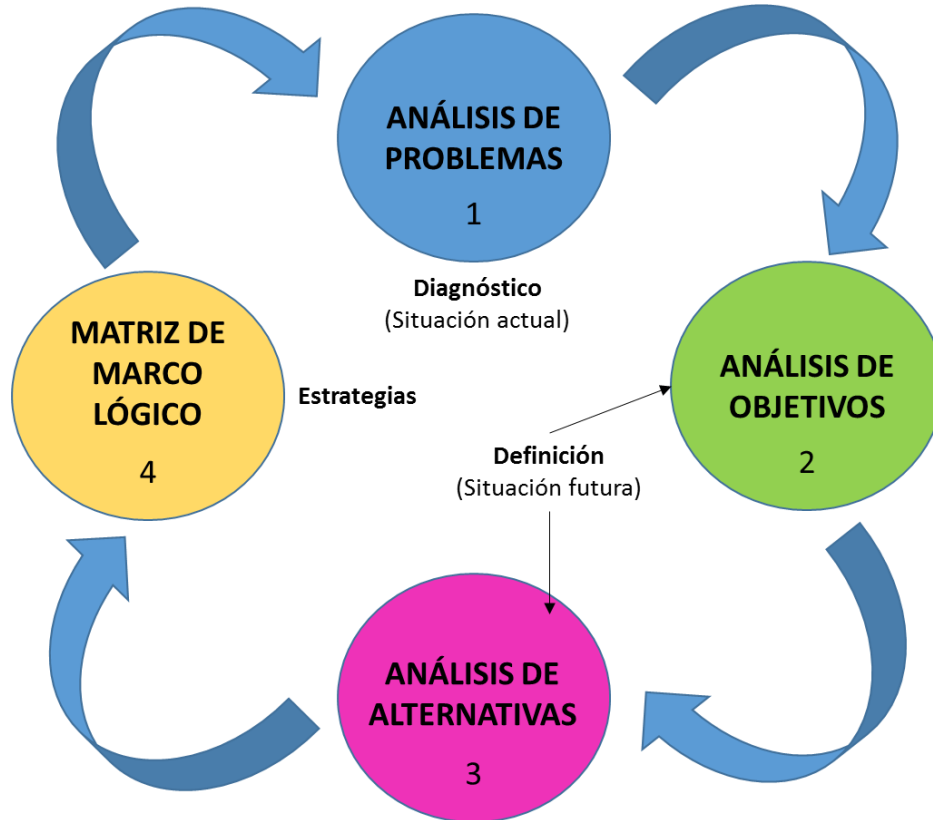 ANÁLISIS DE
PROBLEMAS
1
Diagnóstico
(Situación actual)
ANÁLISIS DE
OBJETIVOS
2
Definición
(Situación futura)
ANÁLISIS DE
ALTERNATIVAS
3
MATRIZ DE
MARCO
LÓGICO
4
Estrategias